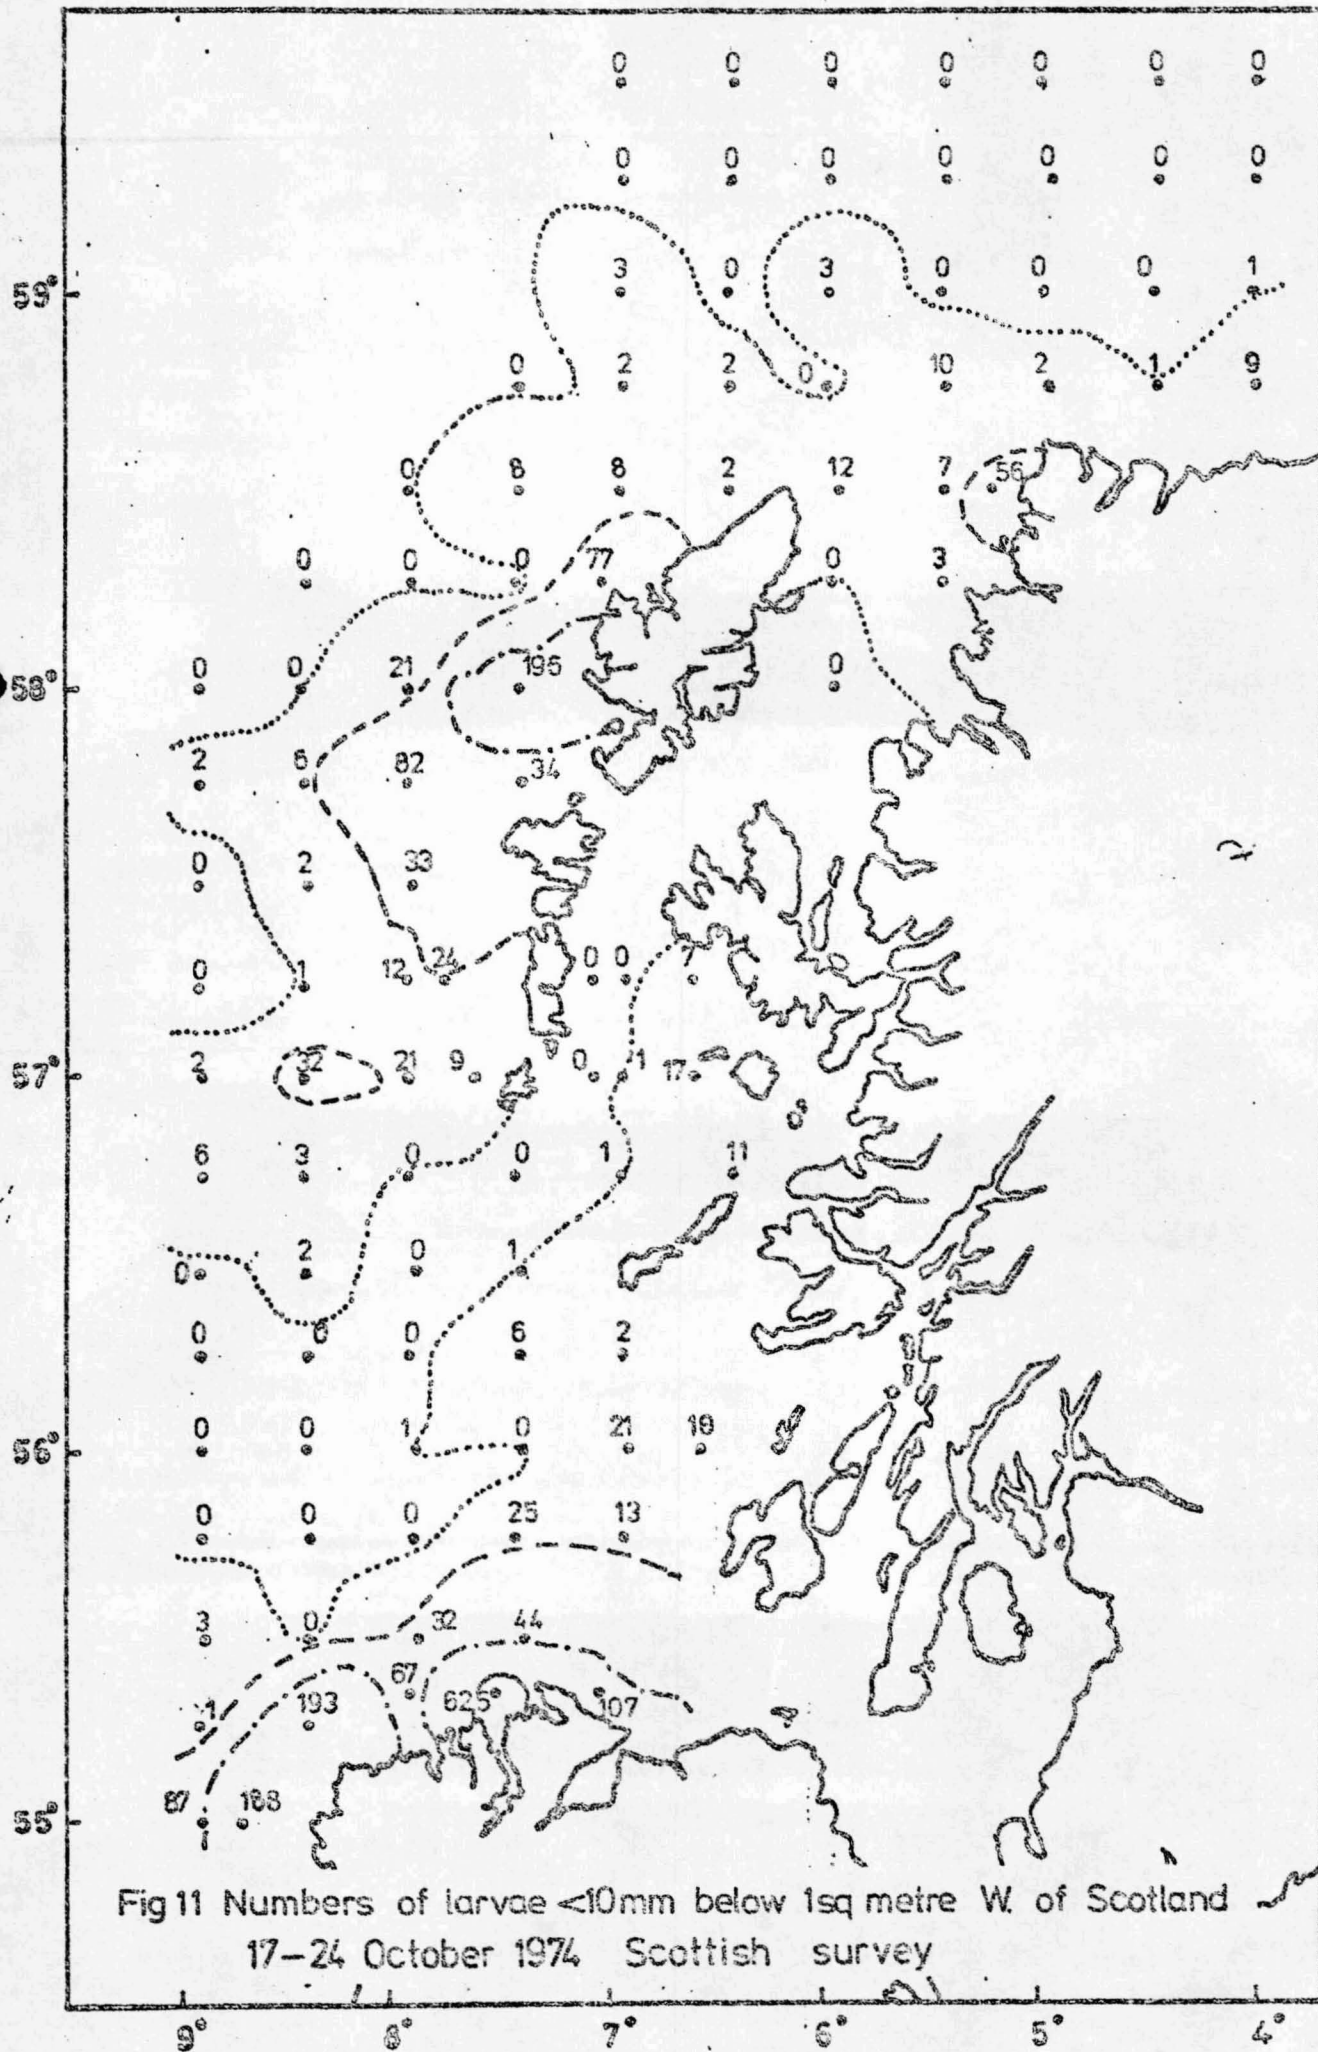 0 0 0 0 0 0 0
0 0 0 0 0 0 0
59° 3 0 3 0 0 0 1
0 2 2 0 10 2 1 9
0 8 8 2 12 7 56
0 0 0 77 0 3
58° 0 0 21 196 0
2 6 82 34
0 2 33
0 1 12 24 0 0 7
57° 2 32 21 9 0 1 17
6 3 0 0 1 11
0 2 0 1
0 0 0 6 2
56° 0 0 1 0 21 19
0 0 0 25 13
3 0 32 44
1 193 67 625 107
55° 87 168
Fig 11 Numbers of larvae <10mm below 1sq metre W. of Scotland
17-24 October 1974 Scottish survey
9° 8° 7° 6° 5° 4°